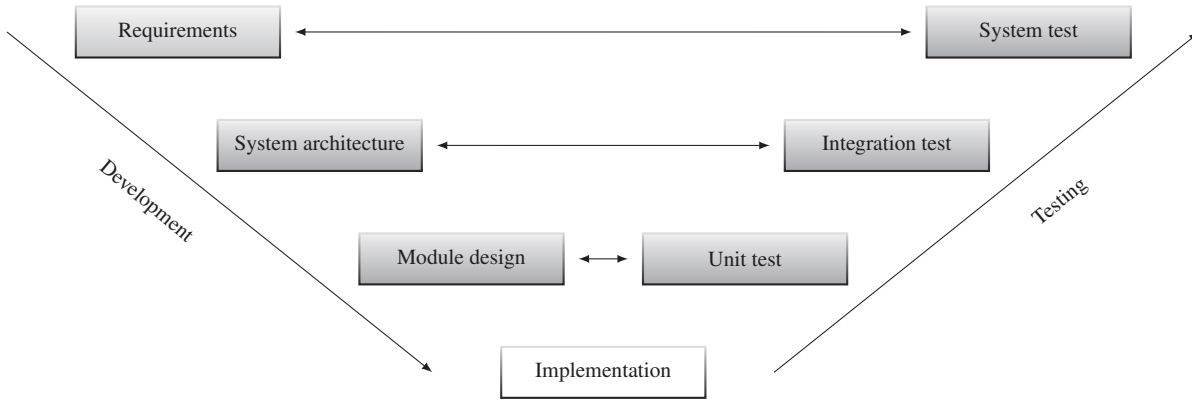 Requirements
System test
System architecture
Integration test
Development
Testing
Module design
Unit test
Implementation